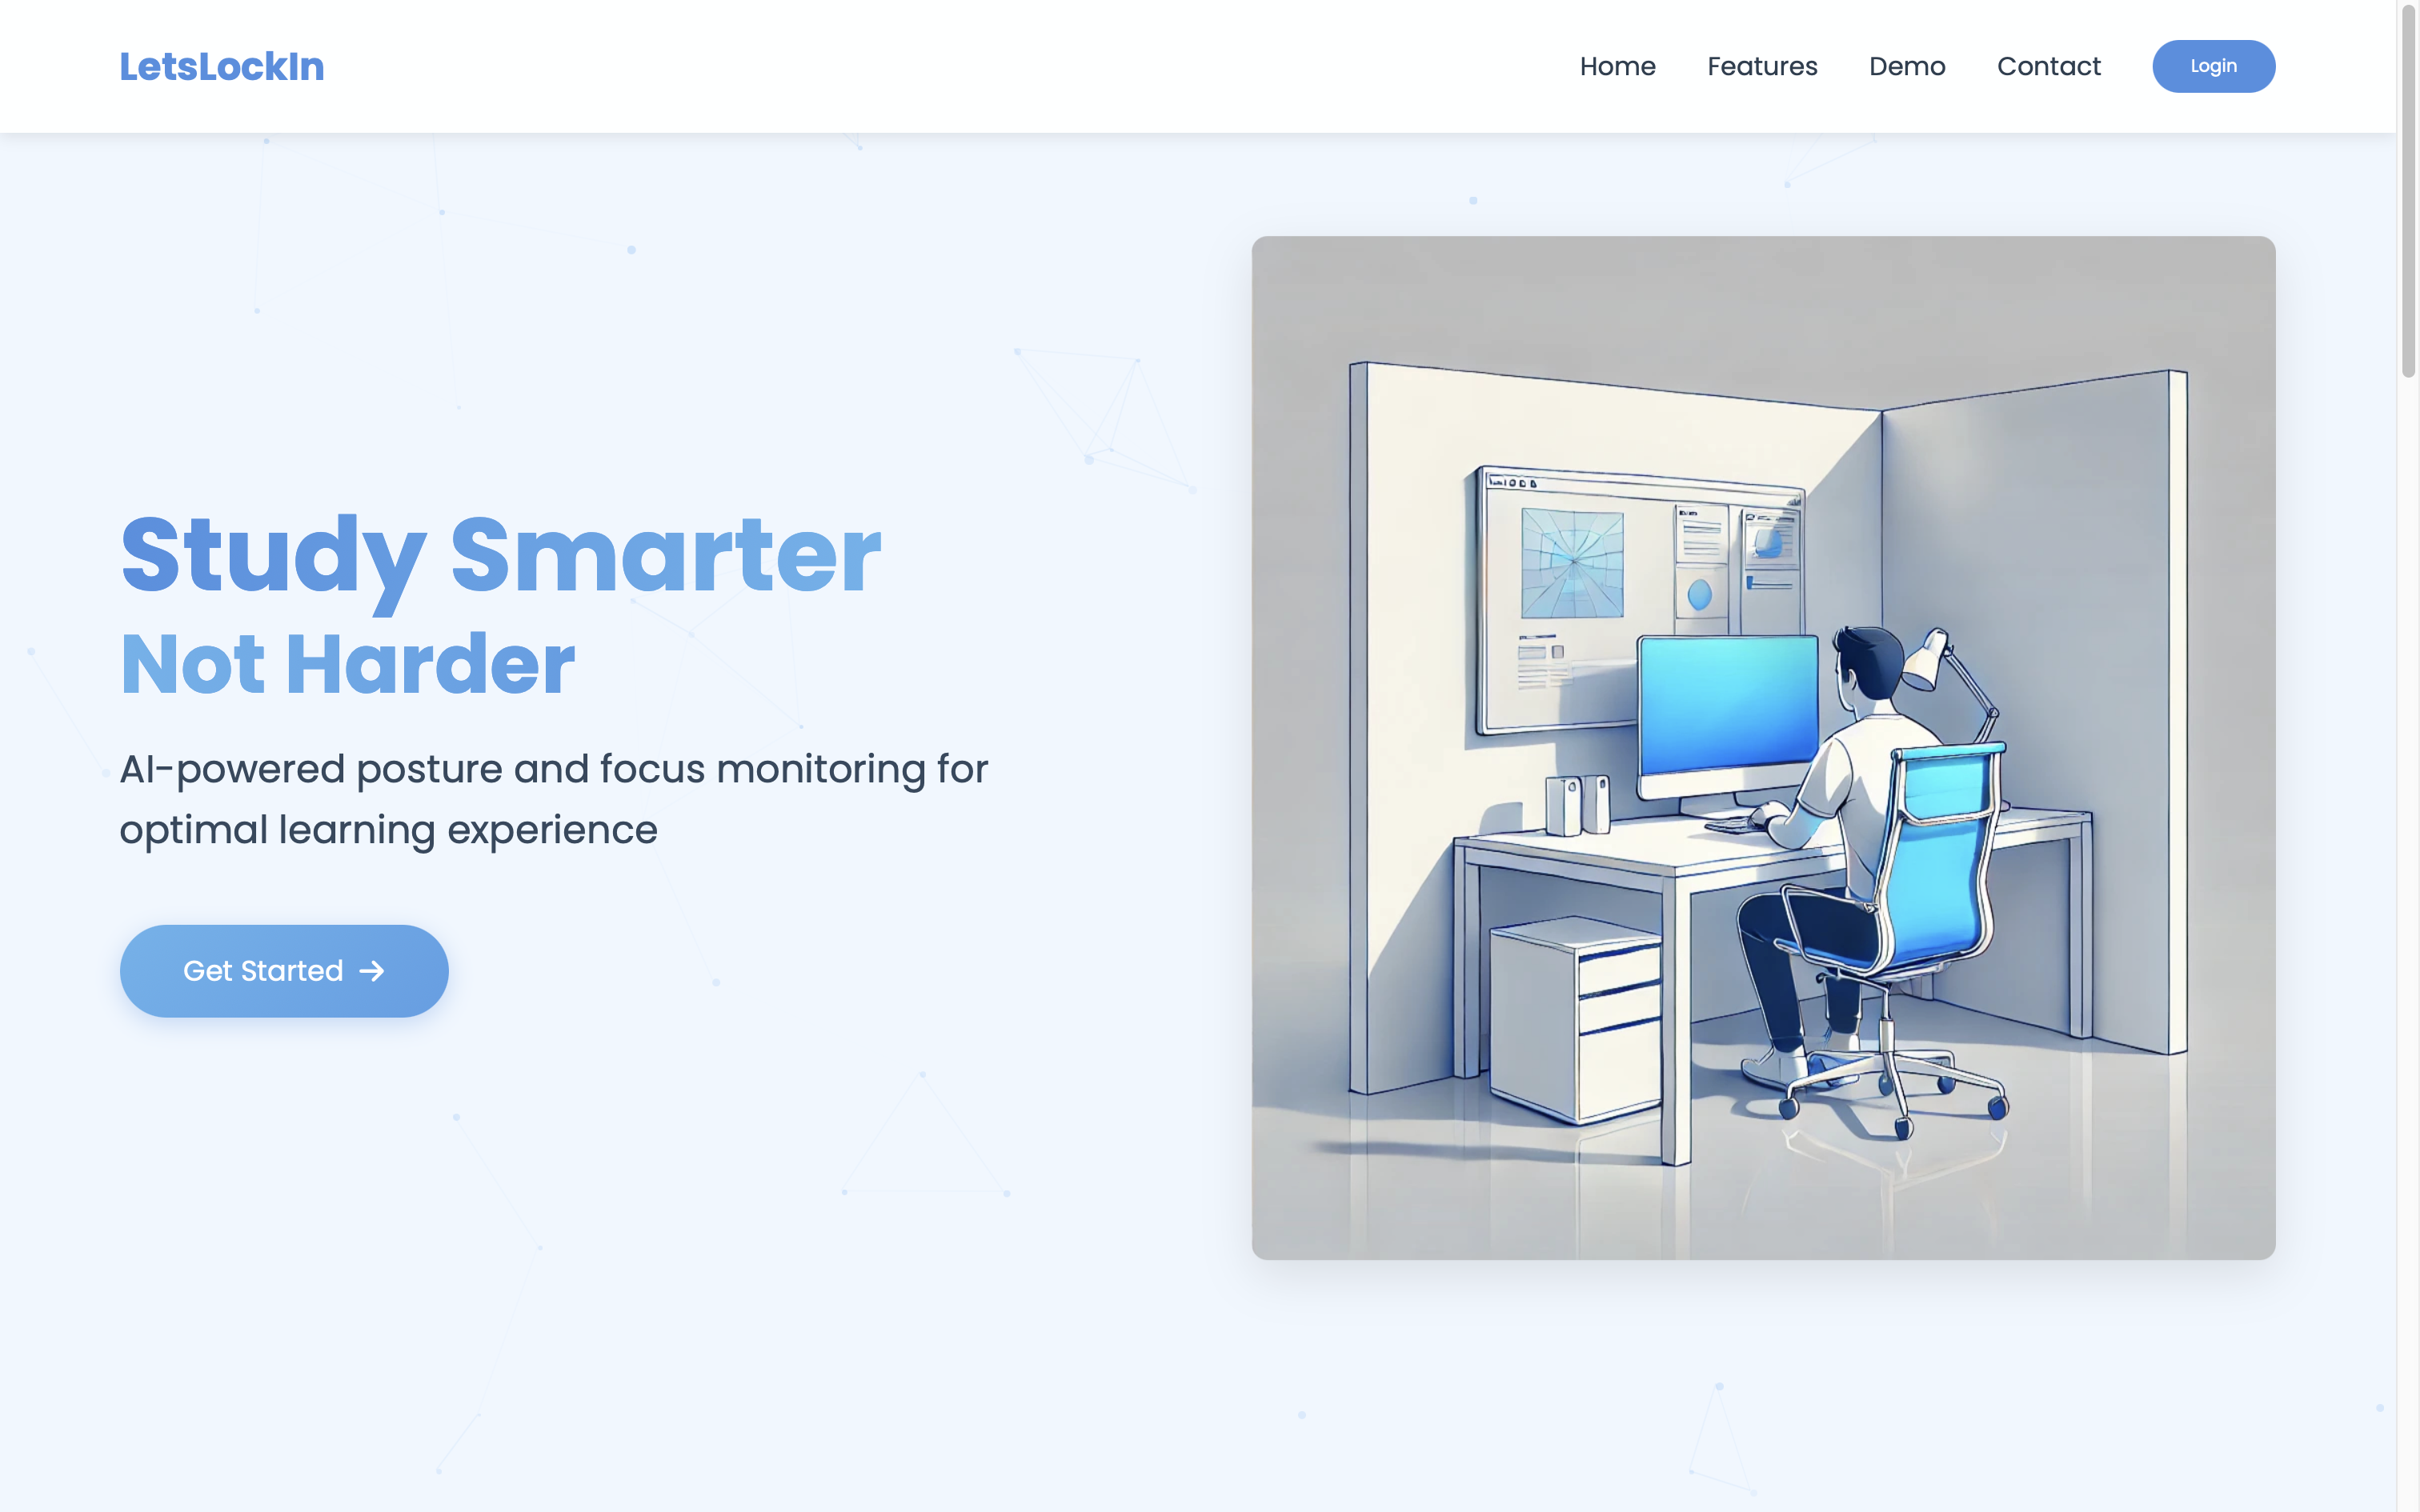 LetsLockIn
Home Features Demo Contact Login
Study Smarter
Not Harder
AI-powered posture and focus monitoring for
optimal learning experience
Get Started →